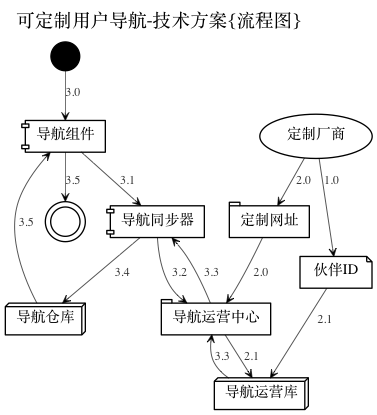 可定制用户导航-技术方案{流程图}
3.0
导航组件
定制厂商
3.5
3.1
2.0
1.0
3.5
导航同步器
定制网址
3.4
3.2
3.3
2.0
伙伴ID
导航仓库
导航运营中心
2.1
3.3
2.1
导航运营库